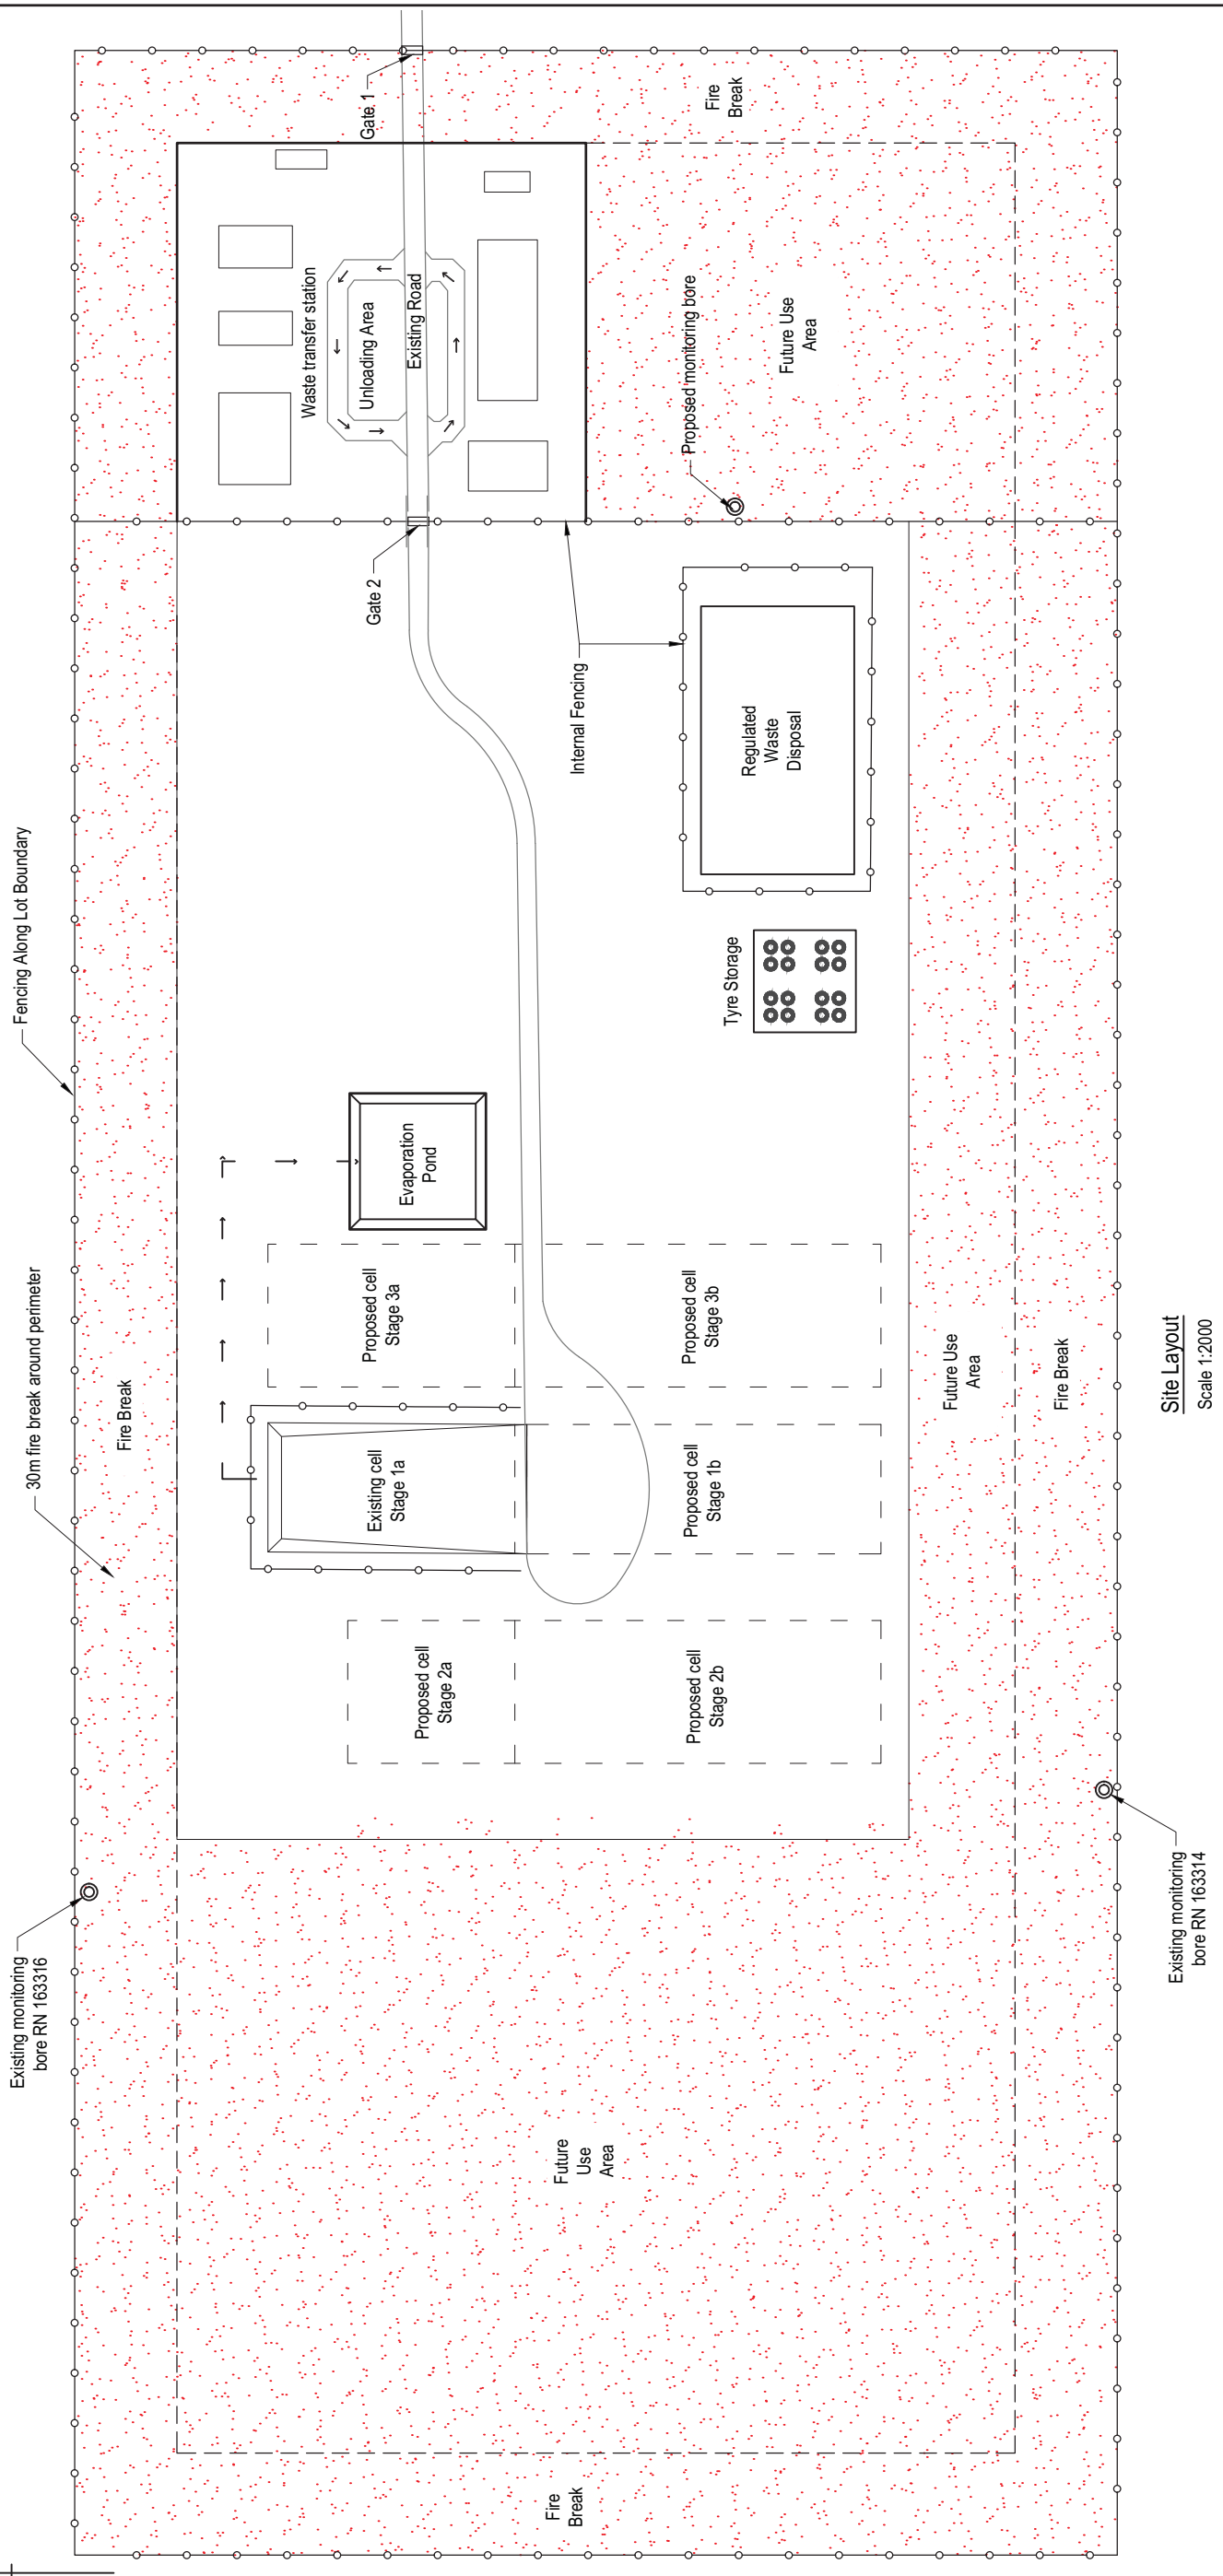 Existing monitoring
bore RN 163316
30m fire break around perimeter
Fencing Along Lot Boundary
Fire Break
Gate 1
Fire
Break
Waste transfer station
Unloading Area
Existing Road
Gate 2
Proposed monitoring bore
Future Use
Area
Internal Fencing
Regulated
Waste
Disposal
Tyre Storage
Evaporation
Pond
Proposed cell
Stage 3a
Proposed cell
Stage 3b
Existing cell
Stage 1a
Proposed cell
Stage 1b
Proposed cell
Stage 2a
Proposed cell
Stage 2b
Future Use
Area
Fire Break
Future
Use
Area
Fire
Break
Existing monitoring
bore RN 163314
Site Layout
Scale 1:2000